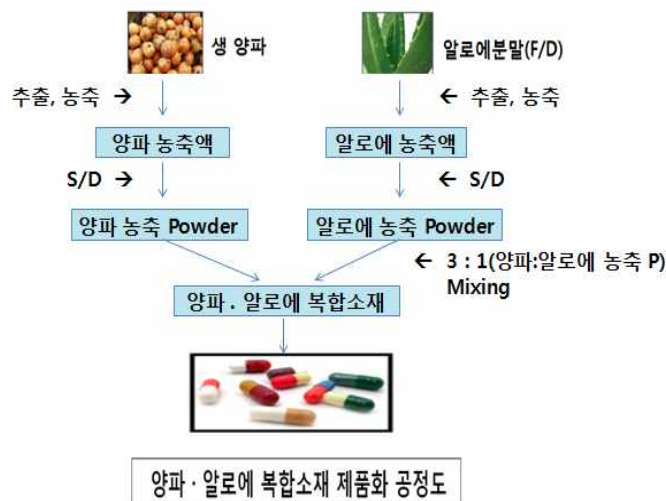 생 양파
알로에분말(F/D)
추출, 농축 →
← 추출, 농축
양파 농축액
알로에 농축액
S/D →
← S/D
양파 농축 Powder
알로에 농축 Powder
← 3 : 1(양파:알로에 농축 P)
Mixing
양파 . 알로에 복합소재
양파 · 알로에 복합소재 제품화 공정도